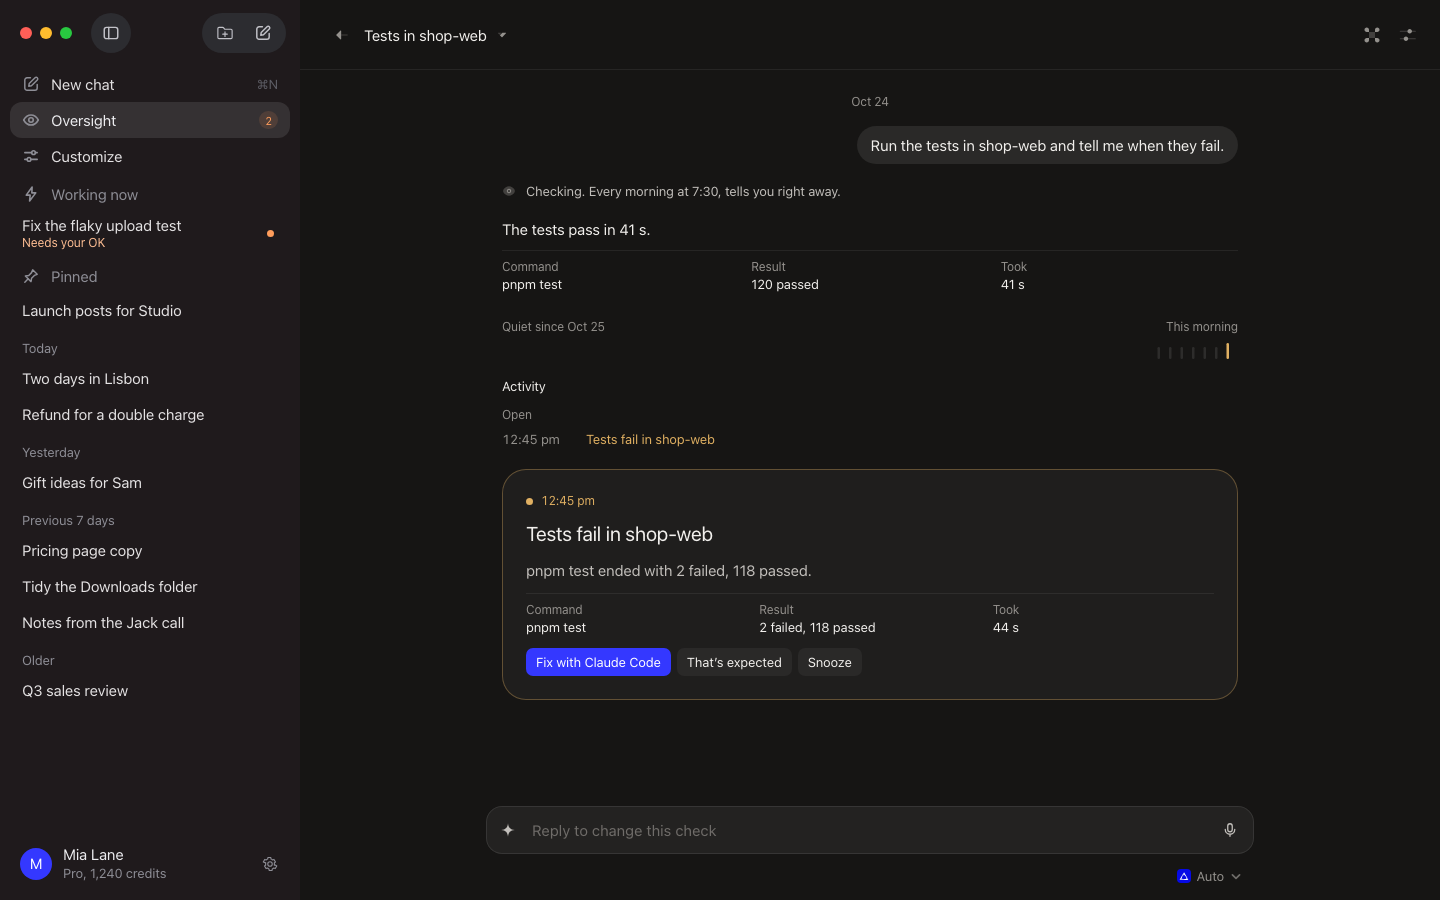 New chat
⌘N
Oversight
2
Customize
Working now
Fix the flaky upload test
Needs your OK
Pinned
Launch posts for Studio
Today
Two days in Lisbon
Refund for a double charge
Yesterday
Gift ideas for Sam
Previous 7 days
Pricing page copy
Tidy the Downloads folder
Notes from the Jack call
Older
Q3 sales review
M
Mia Lane
Pro, 1,240 credits
Tests in shop-web
Oct 24
Run the tests in shop-web and tell me when they fail.
Checking. Every morning at 7:30, tells you right away.
The tests pass in 41 s.
Command Result Took
pnpm test 120 passed 41 s
Quiet since Oct 25 This morning
Activity
Open
12:45 pm Tests fail in shop-web
12:45 pm
Tests fail in shop-web
pnpm test ended with 2 failed, 118 passed.
Command Result Took
pnpm test 2 failed, 118 passed 44 s
Fix with Claude Code That’s expected Snooze
Reply to change this check
Auto